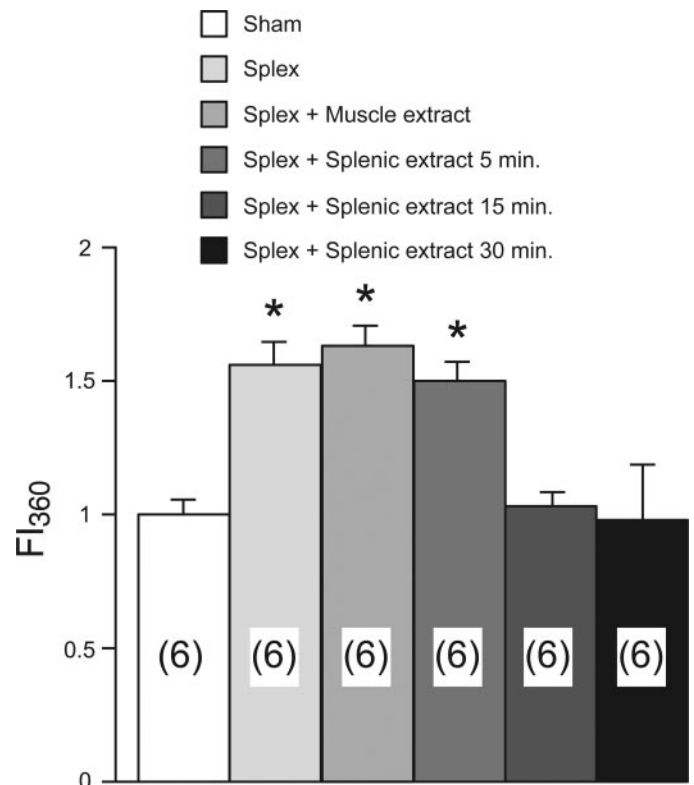 Sham
Splex
Splex + Muscle extract
Splex + Splenic extract 5 min.
Splex + Splenic extract 15 min.
Splex + Splenic extract 30 min.
2
1.5
1
0.5
0
FI360
* * *
(6) (6) (6) (6) (6) (6)